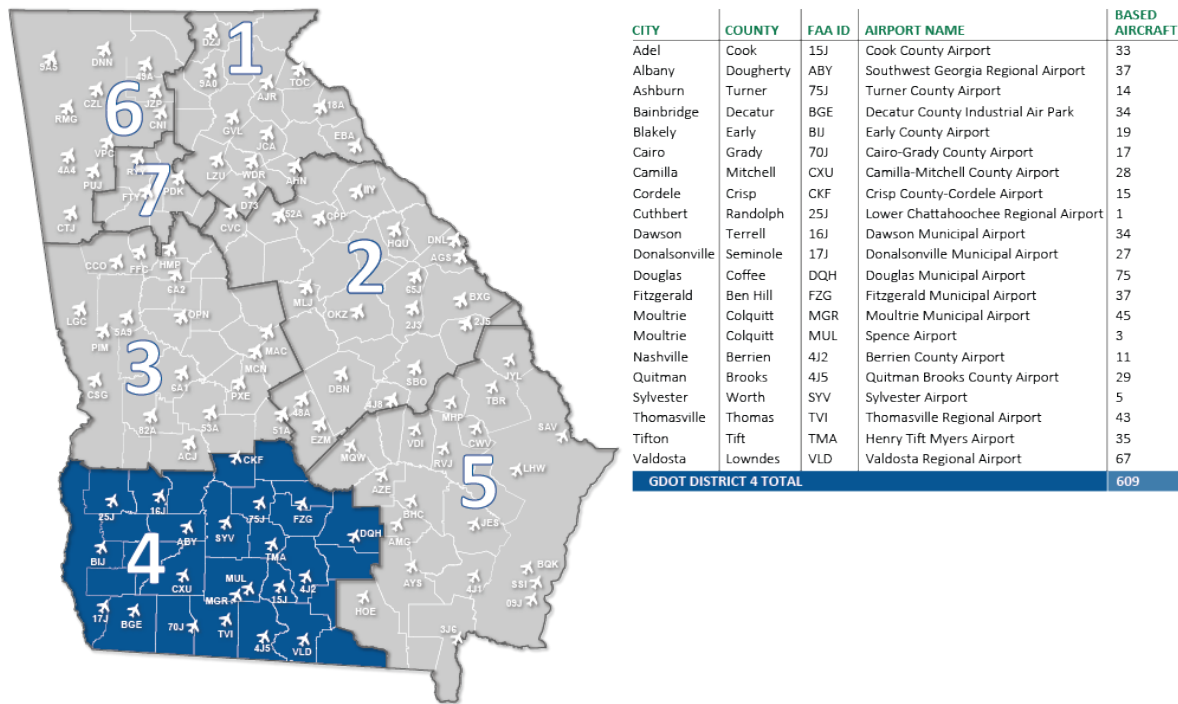 1
DZJ
DNN
9A5
49A
9A0
TOC
AJR
CZL
JZP
18A
6
RMG
CNI
GVL
JCA
EBA
VPC
4A4
RYY
7
PUJ
FTY
PDK
LZU
WDR
AHN
D73
IIY
CTJ
CVC
52A
CPP
HQU
DNL
AGS
2
CCO
FFC
HMP
6A2
MLJ
65J
BXG
LGC
OPN
OKZ
2J3
2J5
PIM
5A9
MAC
MCN
3
JYL
CSG
6A1
PXE
DBN
SBO
TBR
48A
4J8
MHP
82A
53A
51A
EZM
VDI
CWV
SAV
ACJ
MQW
RVJ
CKF
5
LHW
AZE
25J
16J
75J
FZG
BHC
ABY
SYV
AMG
JES
DQH
BIJ
4
TMA
CXU
MUL
AYS
BQK
MGR
15J
4J2
4J1
SSI
HOE
09J
17J
BGE
70J
TVI
3J6
4J5
VLD
BASED
CITY COUNTY FAA ID AIRPORT NAME AIRCRAFT
Adel Cook 15J Cook County Airport 33
Albany Dougherty ABY Southwest Georgia Regional Airport 37
Ashburn Turner 75J Turner County Airport 14
Bainbridge Decatur BGE Decatur County Industrial Air Park 34
Blakely Early BIJ Early County Airport 19
Cairo Grady 70J Cairo-Grady County Airport 17
Camilla Mitchell CXU Camilla-Mitchell County Airport 28
Cordele Crisp CKF Crisp County-Cordele Airport 15
Cuthbert Randolph 25J Lower Chattahoochee Regional Airport 1
Dawson Terrell 16J Dawson Municipal Airport 34
Donalsonville Seminole 17J Donalsonville Municipal Airport 27
Douglas Coffee DQH Douglas Municipal Airport 75
Fitzgerald Ben Hill FZG Fitzgerald Municipal Airport 37
Moultrie Colquitt MGR Moultrie Municipal Airport 45
Moultrie Colquitt MUL Spence Airport 3
Nashville Berrien 4J2 Berrien County Airport 11
Quitman Brooks 4J5 Quitman Brooks County Airport 29
Sylvester Worth SYV Sylvester Airport 5
Thomasville Thomas TVI Thomasville Regional Airport 43
Tifton Tift TMA Henry Tift Myers Airport 35
Valdosta Lowndes VLD Valdosta Regional Airport 67
GDOT DISTRICT 4 TOTAL 609